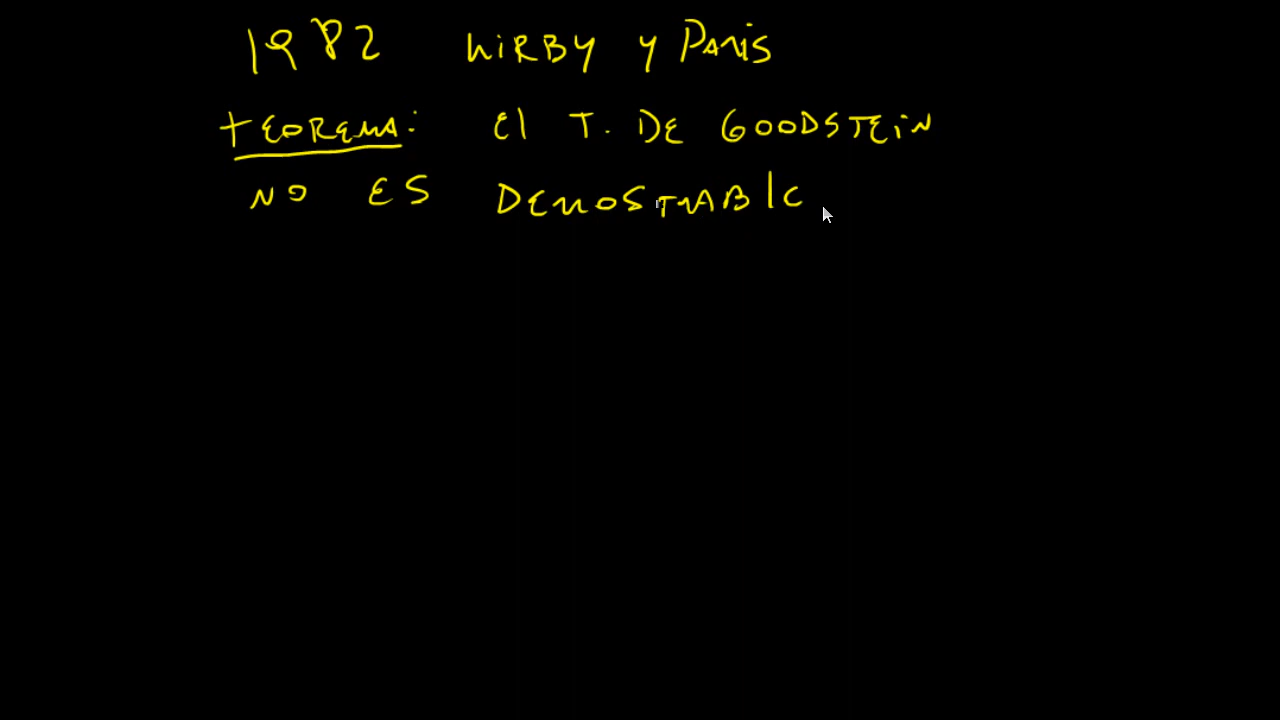 1982 KiRBY y PARiS
TEOREMA: El T. DE GOODSTEiN
NO ES DEMOSTRABlE